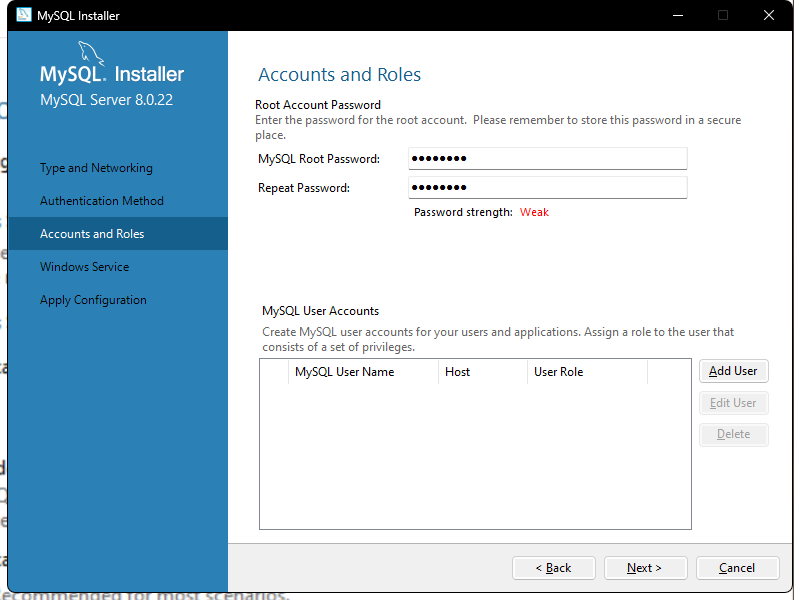 MySQL Installer
MySQL. Installer
MySQL Server 8.0.22
Type and Networking
Authentication Method
Accounts and Roles
Windows Service
Apply Configuration
Accounts and Roles
Root Account Password
Enter the password for the root account. Please remember to store this password in a secure
place.
MySQL Root Password: ●●●●●●●●
Repeat Password: ●●●●●●●●
Password strength: Weak
MySQL User Accounts
Create MySQL user accounts for your users and applications. Assign a role to the user that
consists of a set of privileges.
MySQL User Name Host User Role
Add User
Edit User
Delete
< Back Next > Cancel
Recommended for most scenarios.